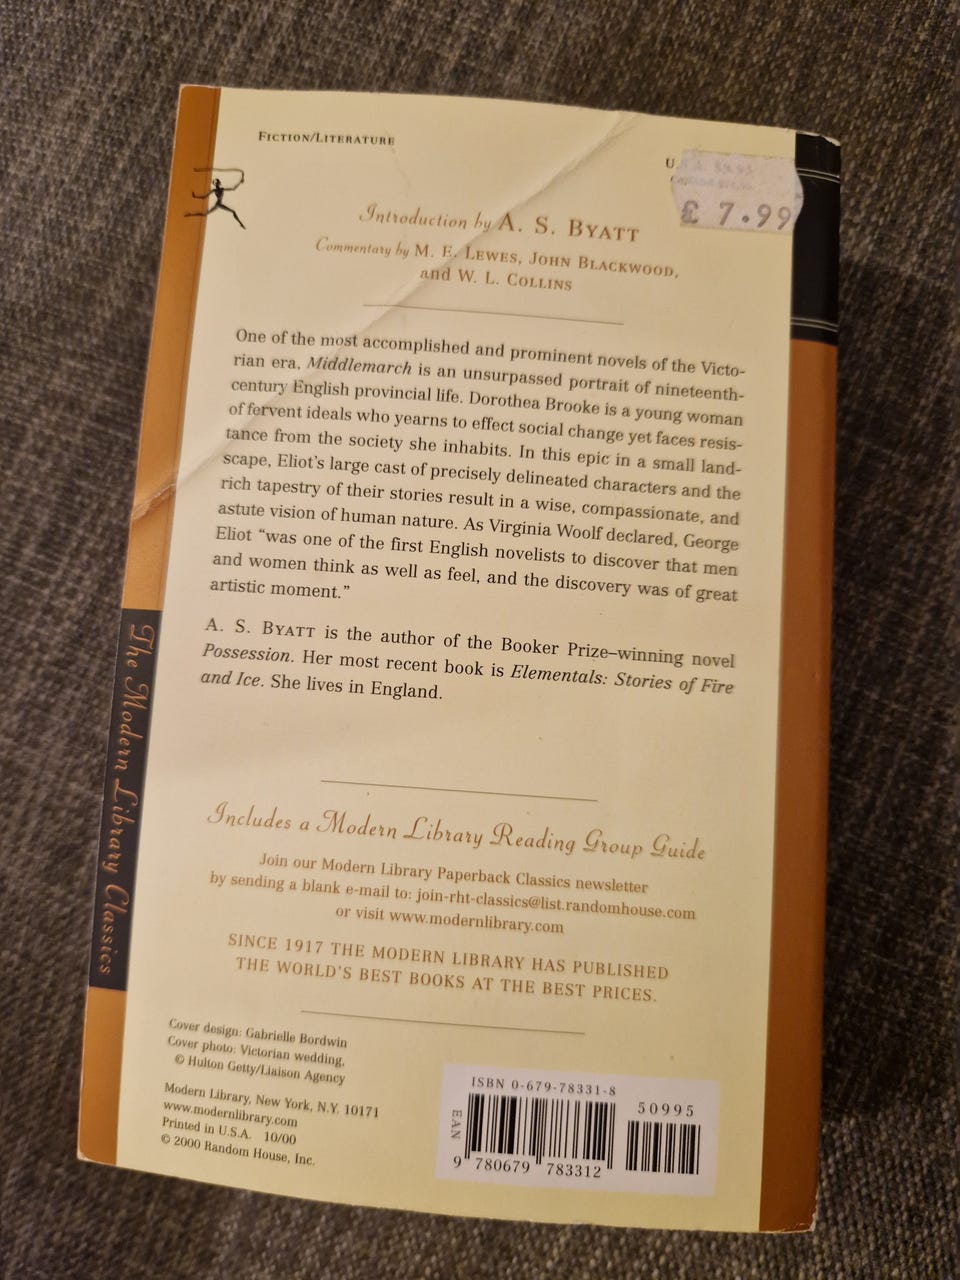 FICTION/LITERATURE
U
£ 7.99
Introduction by A. S. BYATT
Commentary by M. E. LEWES, JOHN BLACKWOOD,
and W. L. COLLINS
One of the most accomplished and prominent novels of the Victo-
rian era, Middlemarch is an unsurpassed portrait of nineteenth-
century English provincial life. Dorothea Brooke is a young woman
of fervent ideals who yearns to effect social change yet faces resis-
tance from the society she inhabits. In this epic in a small land-
scape, Eliot's large cast of precisely delineated characters and the
rich tapestry of their stories result in a wise, compassionate, and
astute vision of human nature. As Virginia Woolf declared, George
Eliot “was one of the first English novelists to discover that men
and women think as well as feel, and the discovery was of great
artistic moment.”
A. S. BYATT is the author of the Booker Prize–winning novel
Possession. Her most recent book is Elementals: Stories of Fire
and Ice. She lives in England.
The Modern Library Classics
Includes a Modern Library Reading Group Guide
Join our Modern Library Paperback Classics newsletter
by sending a blank e-mail to: join-rht-classics@list.randomhouse.com
or visit www.modernlibrary.com
SINCE 1917 THE MODERN LIBRARY HAS PUBLISHED
THE WORLD'S BEST BOOKS AT THE BEST PRICES.
Cover design: Gabrielle Bordwin
Cover photo: Victorian wedding,
© Hulton Getty/Liaison Agency
Modern Library, New York, N.Y. 10171
www.modernlibrary.com
Printed in U.S.A. 10/00
© 2000 Random House, Inc.
ISBN 0-679-78331-8
50995
EAN
9 780679 783312